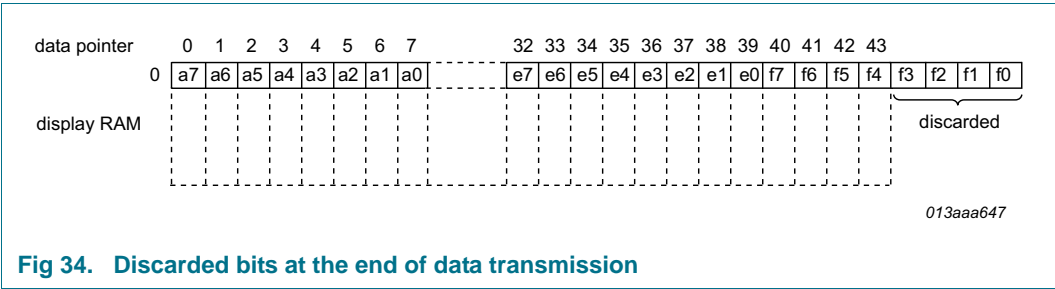 data pointer 0 1 2 3 4 5 6 7 32 33 34 35 36 37 38 39 40 41 42 43
0 a7 a6 a5 a4 a3 a2 a1 a0 e7 e6 e5 e4 e3 e2 e1 e0 f7 f6 f5 f4 f3 f2 f1 f0
display RAM discarded
013aaa647
Fig 34. Discarded bits at the end of data transmission